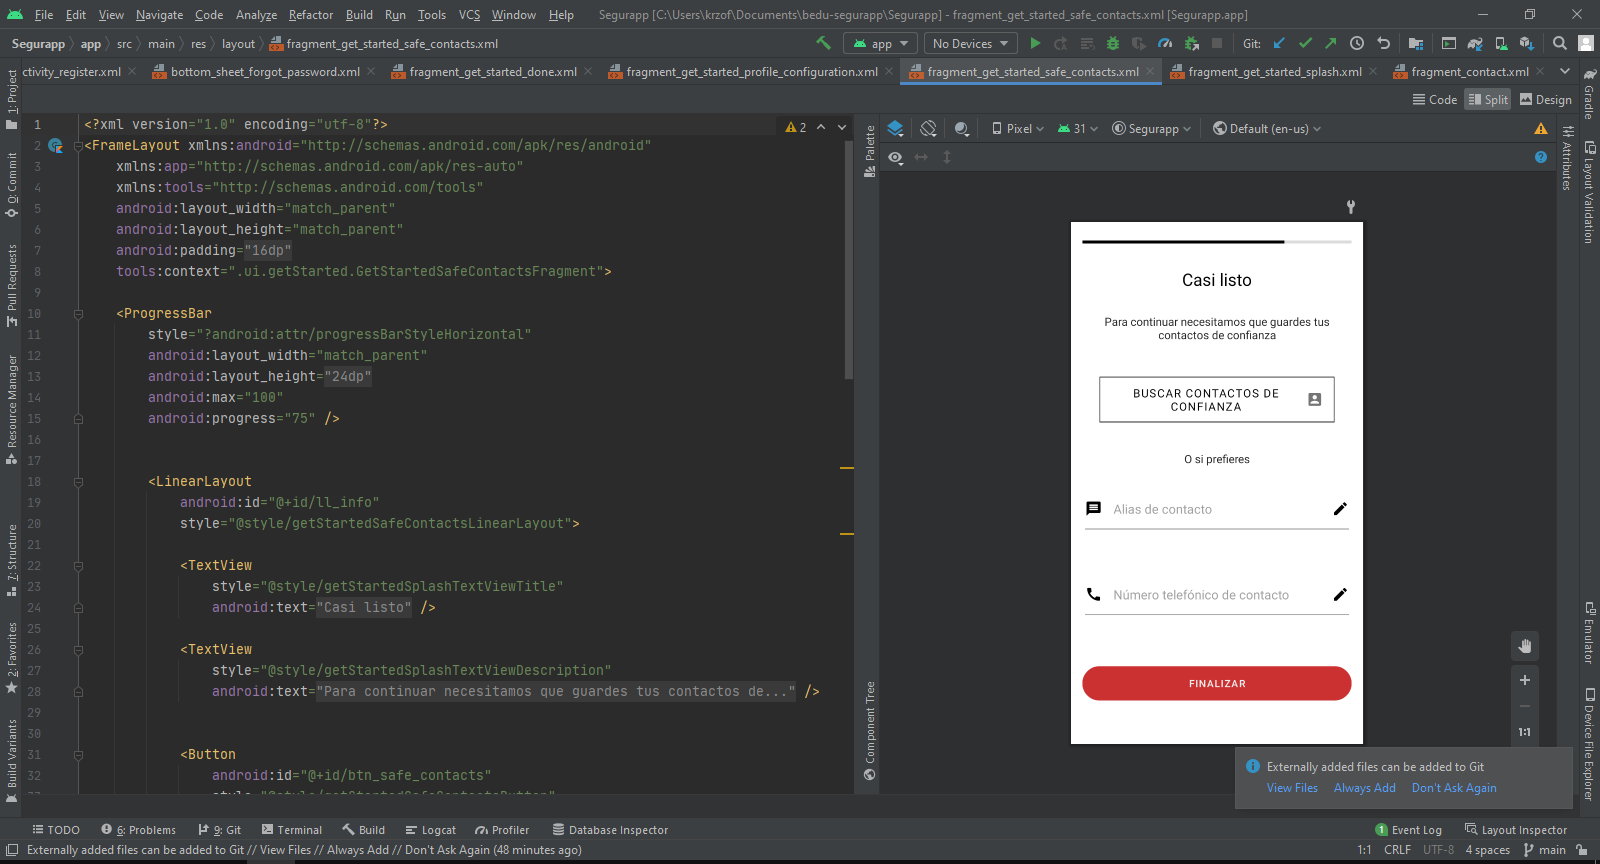 File Edit View Navigate Code Analyze Refactor Build Run Tools VCS Window Help Segurapp [C:\Users\krzof\Documents\bedu-segurapp\Segurapp] - fragment_get_started_safe_contacts.xml [Segurapp.app]
Segurapp app src main res layout fragment_get_started_safe_contacts.xml app No Devices Git:
ctivity_register.xml bottom_sheet_forgot_password.xml fragment_get_started_done.xml fragment_get_started_profile_configuration.xml fragment_get_started_safe_contacts.xml fragment_get_started_splash.xml fragment_contact.xml
Code Split Design
1: Project
0: Commit
Pull Requests
Resource Manager
7: Structure
2: Favorites
Build Variants
1 <?xml version="1.0" encoding="utf-8"?>
2 <FrameLayout xmlns:android="http://schemas.android.com/apk/res/android"
3 xmlns:app="http://schemas.android.com/apk/res-auto"
4 xmlns:tools="http://schemas.android.com/tools"
5 android:layout_width="match_parent"
6 android:layout_height="match_parent"
7 android:padding="16dp"
8 tools:context=".ui.getStarted.GetStartedSafeContactsFragment">
9
10 <ProgressBar
11 style="?android:attr/progressBarStyleHorizontal"
12 android:layout_width="match_parent"
13 android:layout_height="24dp"
14 android:max="100"
15 android:progress="75" />
16
17
18 <LinearLayout
19 android:id="@+id/ll_info"
20 style="@style/getStartedSafeContactsLinearLayout">
21
22 <TextView
23 style="@style/getStartedSplashTextViewTitle"
24 android:text="Casi listo" />
25
26 <TextView
27 style="@style/getStartedSplashTextViewDescription"
28 android:text="Para continuar necesitamos que guardes tus contactos de..." />
29
30
31 <Button
32 android:id="@+id/btn_safe_contacts"
2
Palette
Component Tree
Pixel 31 Segurapp Default (en-us)
Casi listo
Para continuar necesitamos que guardes tus
contactos de confianza
BUSCAR CONTACTOS DE
CONFIANZA
O si prefieres
Alias de contacto
Número telefónico de contacto
FINALIZAR
1:1
Gradle
Attributes
Layout Validation
Emulator
Device File Explorer
Externally added files can be added to Git
View Files Always Add Don't Ask Again
TODO 6: Problems 9: Git Terminal Build Logcat Profiler Database Inspector 1 Event Log Layout Inspector
Externally added files can be added to Git // View Files // Always Add // Don't Ask Again (48 minutes ago) 1:1 CRLF UTF-8 4 spaces main